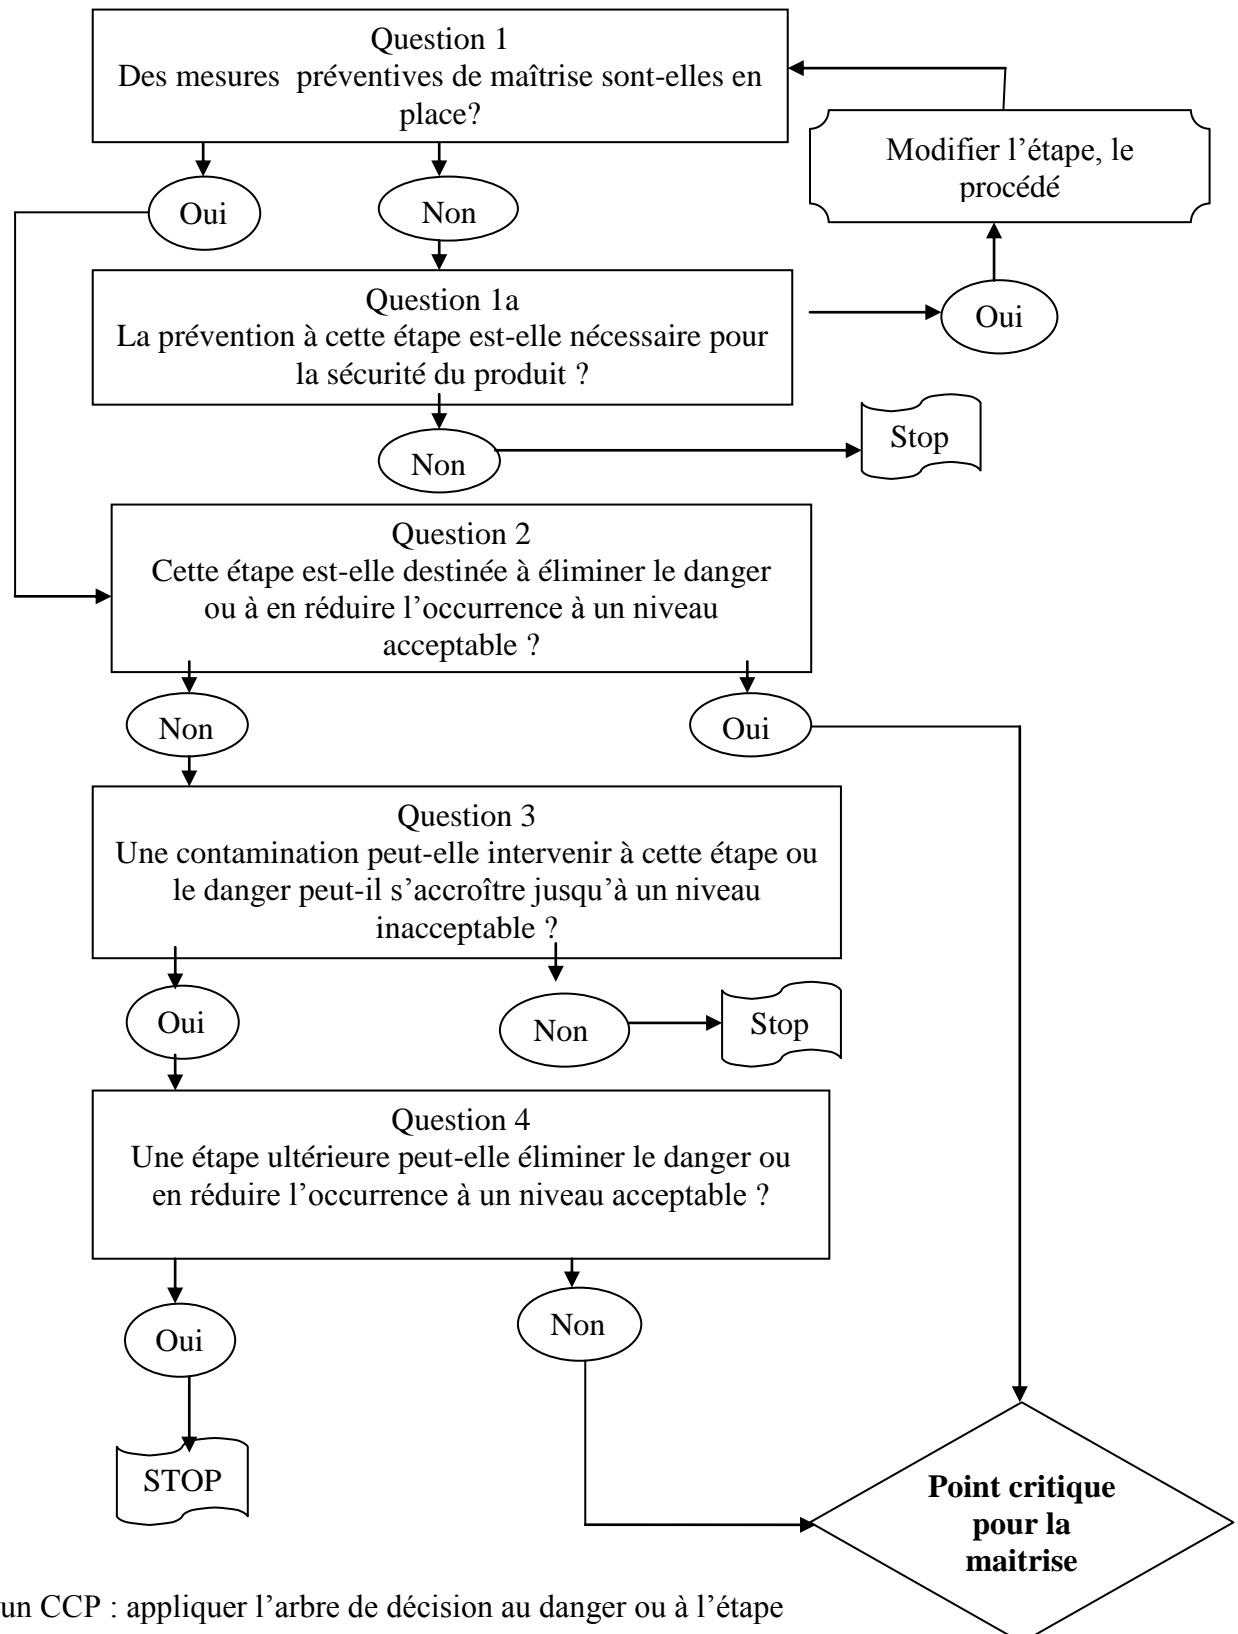 Question 1
Des mesures  préventives de maîtrise sont-elles en
place?
Modifier l’étape, le
procédé
Oui
Non
Question 1a
La prévention à cette étape est-elle nécessaire pour
la sécurité du produit ?
Oui
Non
Stop
Question 2
Cette étape est-elle destinée à éliminer le danger
ou à en réduire l’occurrence à un niveau
acceptable ?
Non
Oui
Question 3
Une contamination peut-elle intervenir à cette étape ou
le danger peut-il s’accroître jusqu’à un niveau
inacceptable ?
Oui
Non
Stop
Question 4
Une étape ultérieure peut-elle éliminer le danger ou
en réduire l’occurrence à un niveau acceptable ?
Oui
Non
STOP
Point critique
pour la
maitrise
un CCP : appliquer l’arbre de décision au danger ou à l’étape